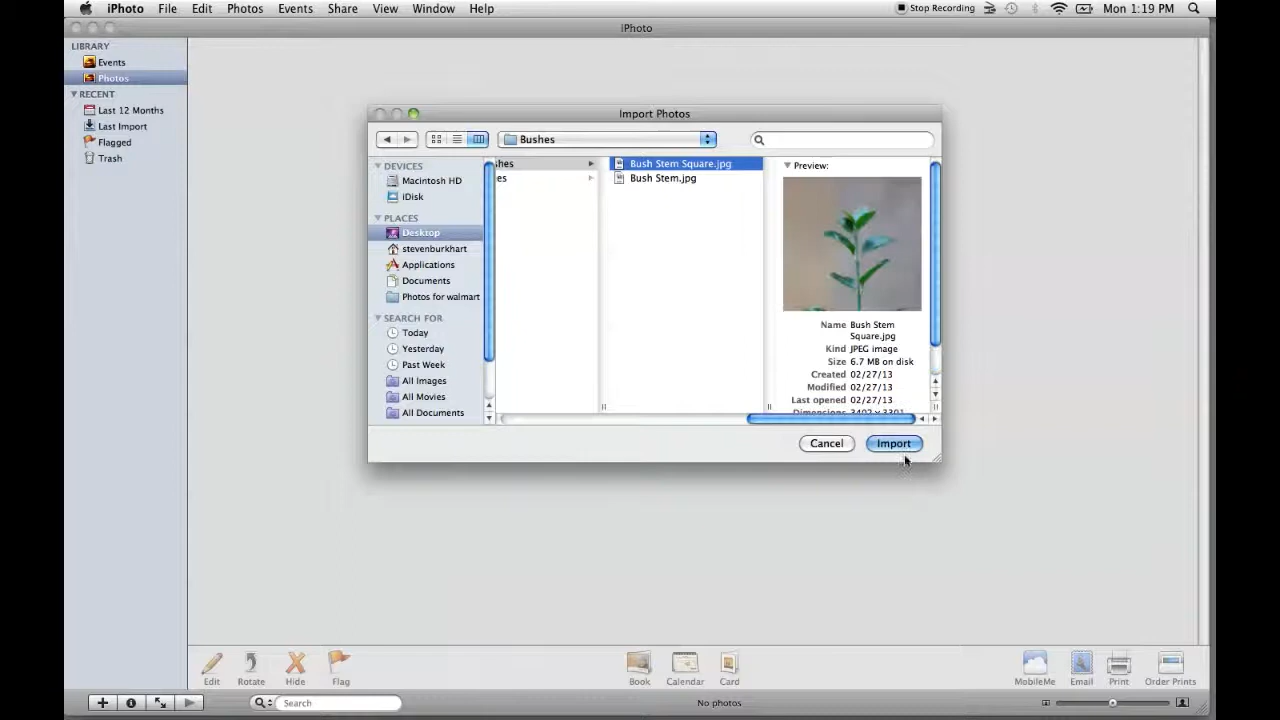 iPhoto File Edit Photos Events Share View Window Help Stop Recording Mon 1:19 PM
iPhoto
LIBRARY
Events
Photos
RECENT
Last 12 Months
Last Import
Flagged
Trash
Import Photos
Bushes
DEVICES
Macintosh HD
iDisk
PLACES
Desktop
stevenburkhart
Applications
Documents
Photos for walmart
SEARCH FOR
Today
Yesterday
Past Week
All Images
All Movies
All Documents
hes
es
Bush Stem Square.jpg
Bush Stem.jpg
Preview:
Name Bush Stem
Square.jpg
Kind JPEG image
Size 6.7 MB on disk
Created 02/27/13
Modified 02/27/13
Last opened 02/27/13
Cancel Import
Edit Rotate Hide Flag Book Calendar Card MobileMe Email Print Order Prints
Search No photos